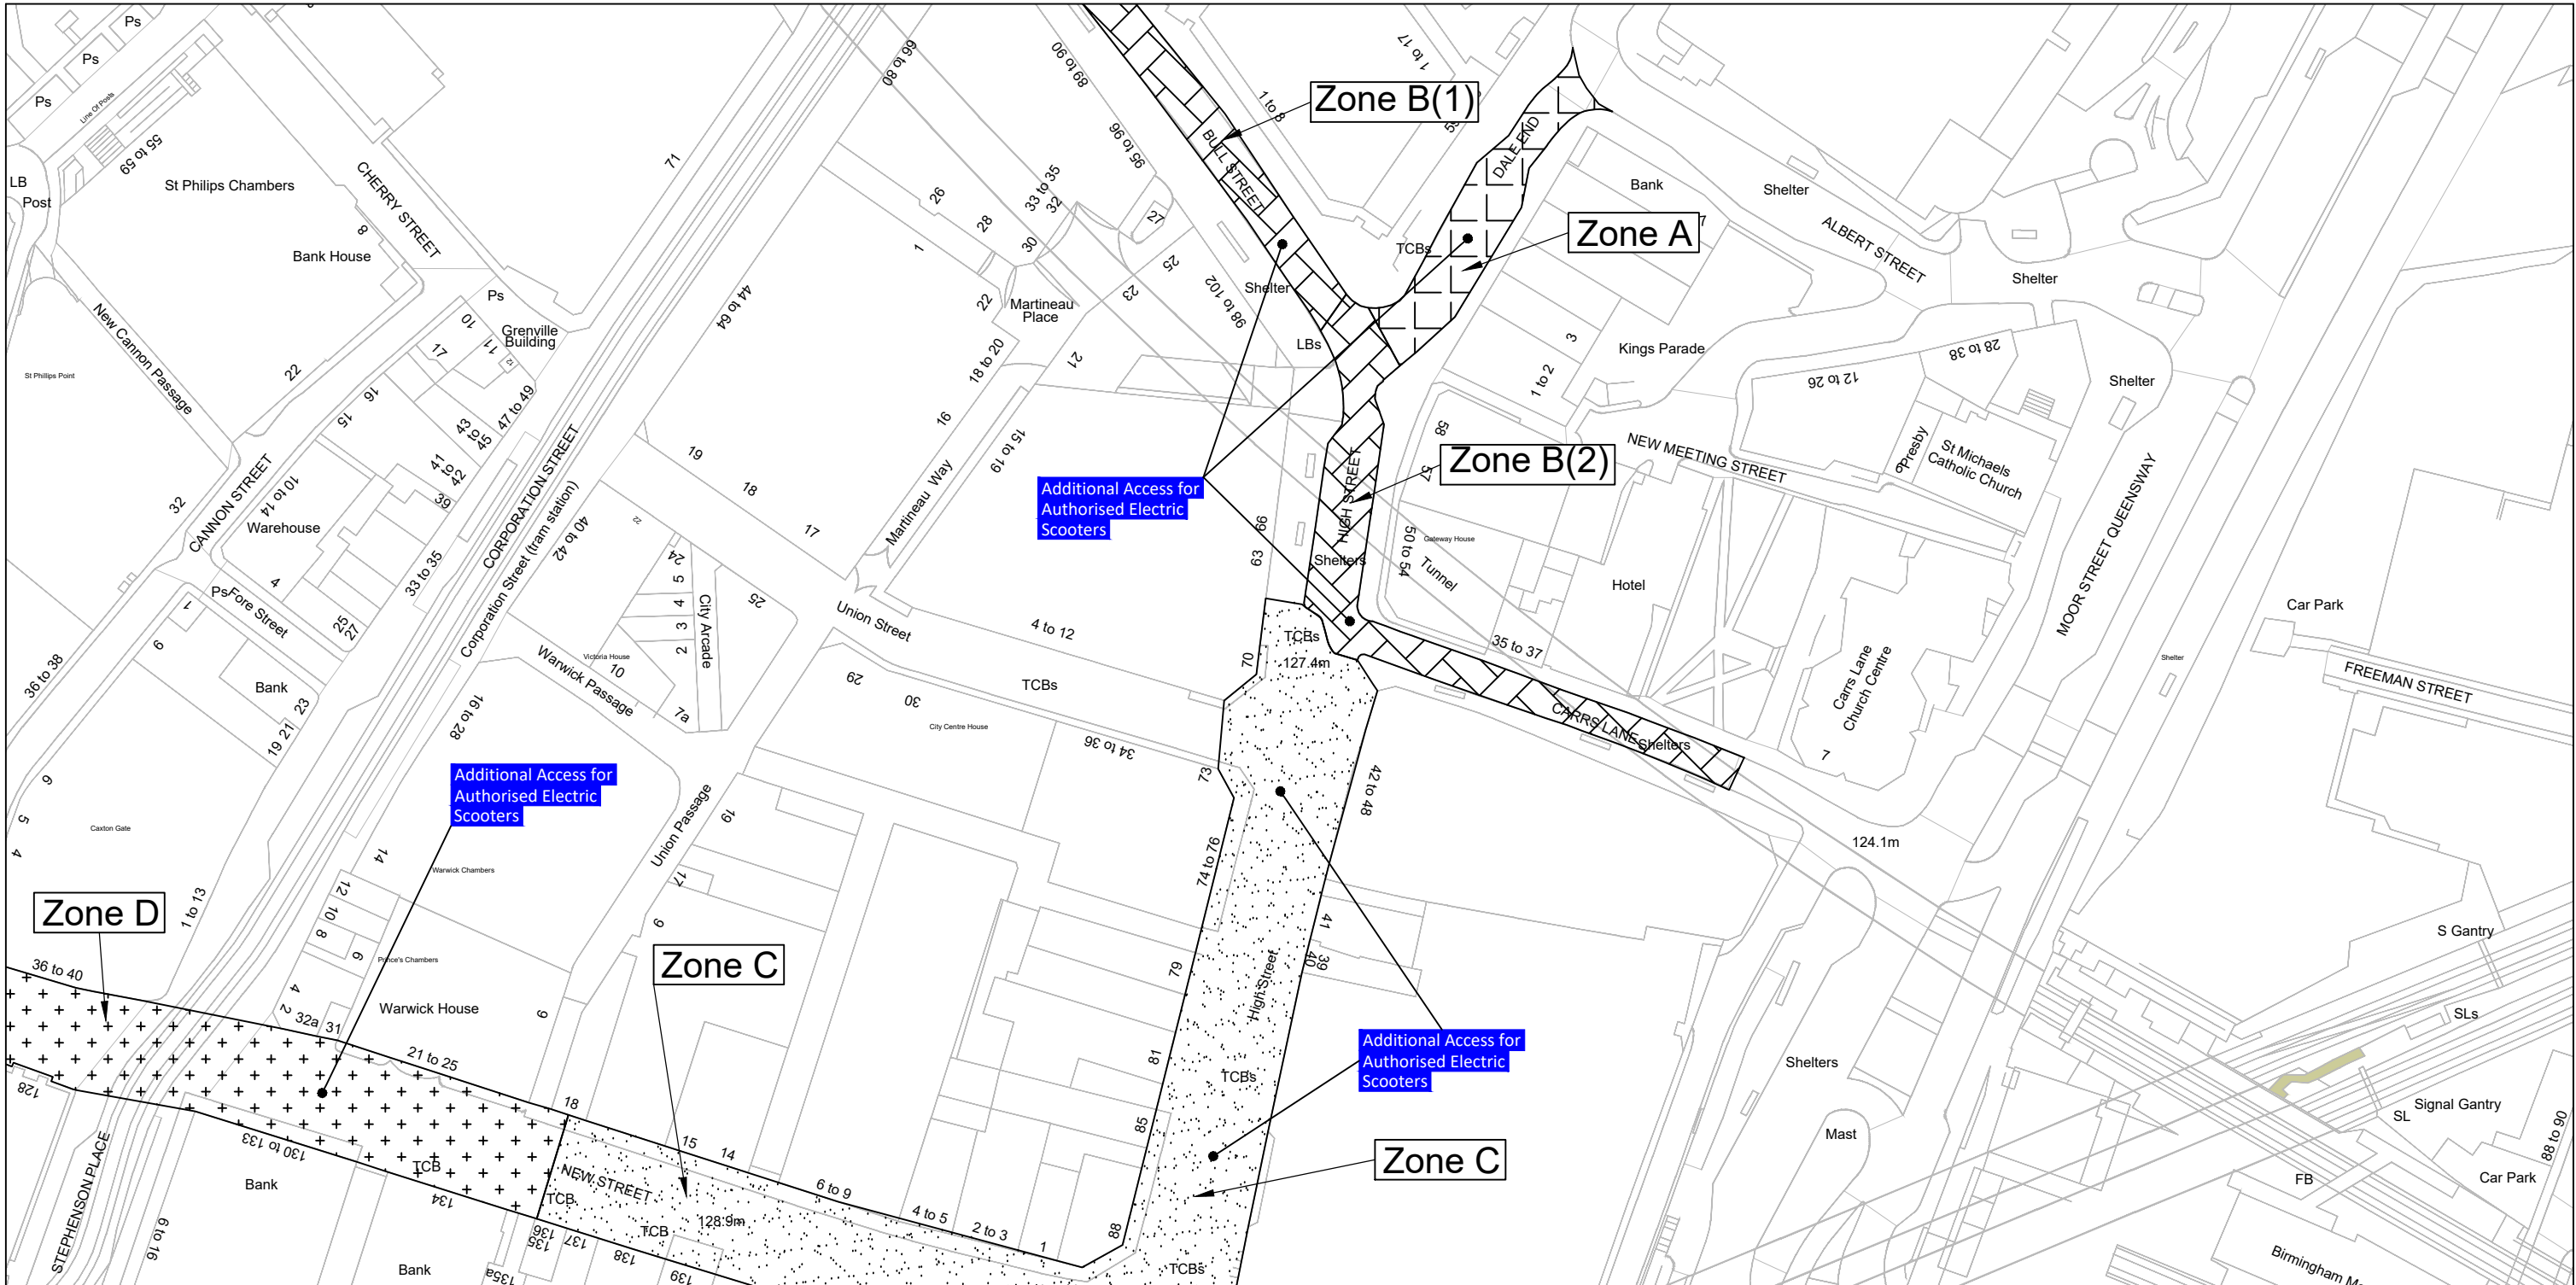 Ps
Ps
Ps
Line Of Posts
55 to 59
LB
Post
St Philips Chambers
CHERRY STREET
8
Bank House
New Cannon Passage
St Phillips Point
22
Ps
10
11
12
17
Grenville
Building
16
15
47 to 49
43
to
45
41
to
42
39
71
66 to 80
44 to 64
CANNON STREET
32
10 to 14
Warehouse
CORPORATION STREET
Corporation Street (tram station)
40 to 42
33 to 35
4
Ps
Fore Street
1
25
27
6
36 to 38
Bank
23
21
19
16 to 28
89 to 90
95 to 96
1 to 8
1 to 17
Zone B(1)
BULL STREET
DALE END
TCBs
Zone A
Bank
Shelter
ALBERT STREET
Shelter
26
28
33 to 35
32
30
27
25
23
1
22
Martineau
Place
98 to 102
Shelter
LBs
21
18 to 20
16
15 to 19
Martineau Way
19
18
17
22
24
5
4
3
2
City Arcade
25
Victoria House
10
7a
Warwick Passage
Union Street
4 to 12
29
30
TCBs
City Centre House
34 to 36
3
1 to 2
Kings Parade
12 to 26
28 to 38
Shelter
58
57
Zone B(2)
NEW MEETING STREET
Presby
St Michaels
Catholic Church
HIGH STREET
Additional Access for
Authorised Electric
Scooters
66
63
Shelters
50 to 54
Gateway House
Tunnel
Hotel
MOOR STREET QUEENSWAY
Car Park
FREEMAN STREET
Shelter
35 to 37
Carrs Lane
Church Centre
7
CARRS LANE
Shelters
124.1m
TCBs
127.4m
70
73
42 to 48
74 to 76
Additional Access for
Authorised Electric
Scooters
6
5
4
Caxton Gate
1 to 13
14
Warwick Chambers
12
10
8
6
4
2
Prince's Chambers
Warwick House
Union Passage
19
17
9
9
Zone D
Zone C
36 to 40
32a
31
21 to 25
128
130 to 133
STEPHENSON PLACE
Bank
6 to 16
TCB
134
18
NEW STREET
TCB
136
135
137
138
139
135a
Bank
TCB
128.9m
15
14
6 to 9
4 to 5
2 to 3
1
88
85
81
79
High Street
41
40
39
TCBs
TCBs
Additional Access for
Authorised Electric
Scooters
Zone C
Shelters
Mast
S Gantry
SLs
Signal Gantry
SL
FB
Car Park
88 to 90